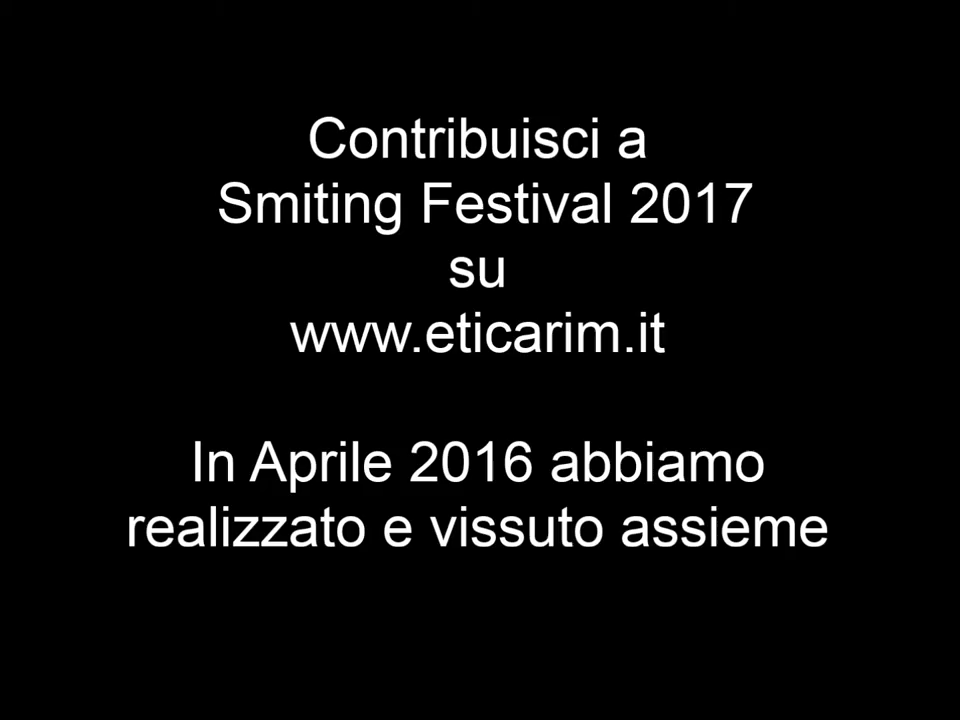 Contribuisci a
Smiting Festival 2017
su
www.eticarim.it
In Aprile 2016 abbiamo
realizzato e vissuto assieme